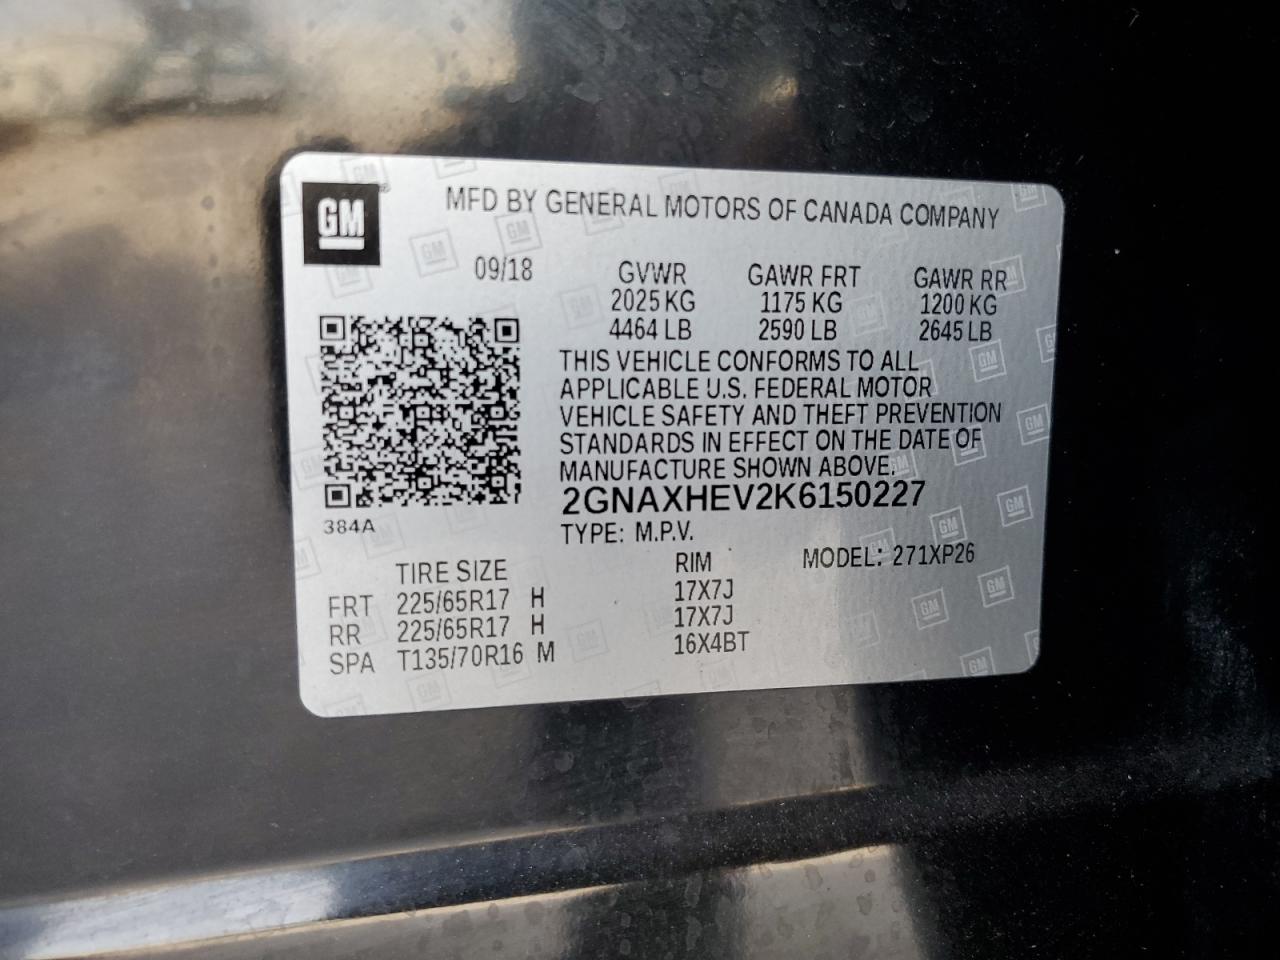 GM
MFD BY GENERAL MOTORS OF CANADA COMPANY
09/18
GVWR GAWR FRT GAWR RR
2025 KG 1175 KG 1200 KG
4464 LB 2590 LB 2645 LB
THIS VEHICLE CONFORMS TO ALL
APPLICABLE U.S. FEDERAL MOTOR
VEHICLE SAFETY AND THEFT PREVENTION
STANDARDS IN EFFECT ON THE DATE OF
MANUFACTURE SHOWN ABOVE.
2GNAXHEV2K6150227
384A
TYPE: M.P.V.
TIRE SIZE RIM MODEL: 271XP26
FRT 225/65R17 H 17X7J
RR 225/65R17 H 17X7J
SPA T135/70R16 M 16X4BT